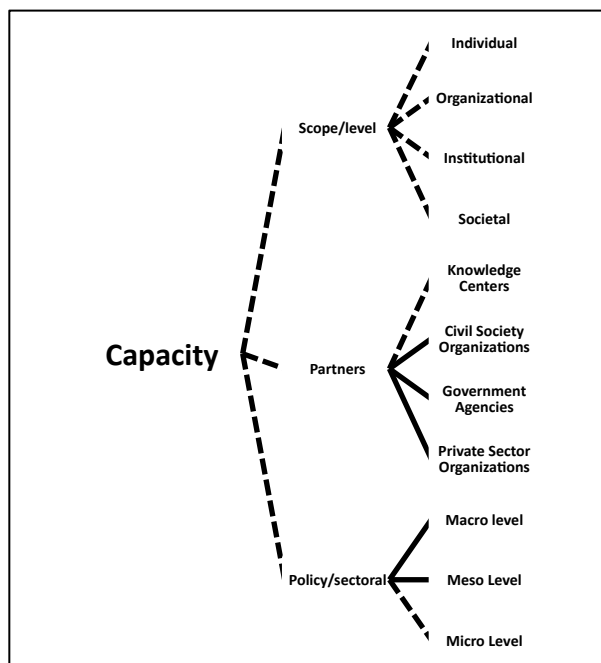 Individual
Organizational
Scope/level
Institutional
Societal
Knowledge
Centers
Civil Society
Organizations
Capacity
Partners
Government
Agencies
Private Sector
Organizations
Macro level
Policy/sectoral
Meso Level
Micro Level